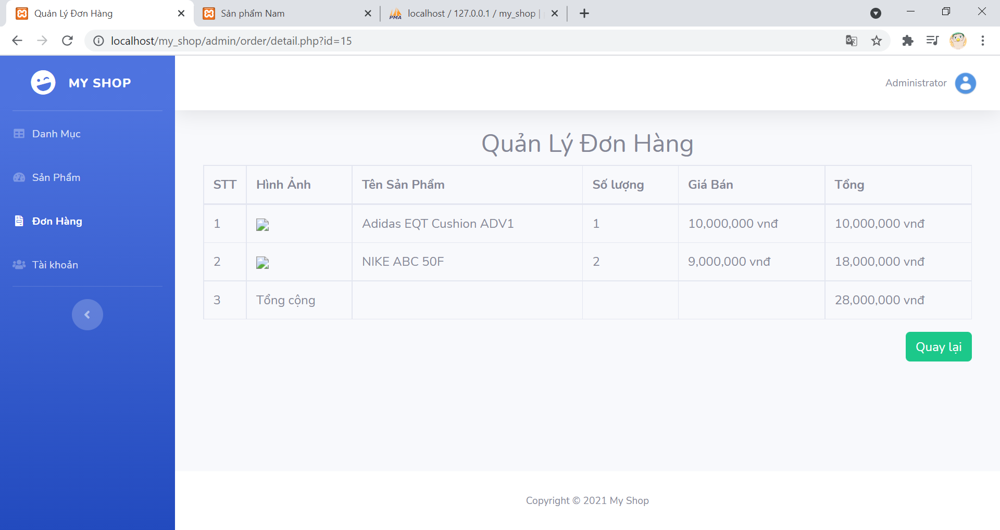 Quản Lý Đơn Hàng
Sản phẩm Nam
localhost / 127.0.0.1 / my_shop |
localhost/my_shop/admin/order/detail.php?id=15
MY SHOP
Administrator
Danh Mục
Sản Phẩm
Đơn Hàng
Tài khoản
Quản Lý Đơn Hàng
STT Hình Ảnh Tên Sản Phẩm Số lượng Giá Bán Tổng
1 Adidas EQT Cushion ADV1 1 10,000,000 vnđ 10,000,000 vnđ
2 NIKE ABC 50F 2 9,000,000 vnđ 18,000,000 vnđ
3 Tổng cộng 28,000,000 vnđ
Quay lại
Copyright © 2021 My Shop